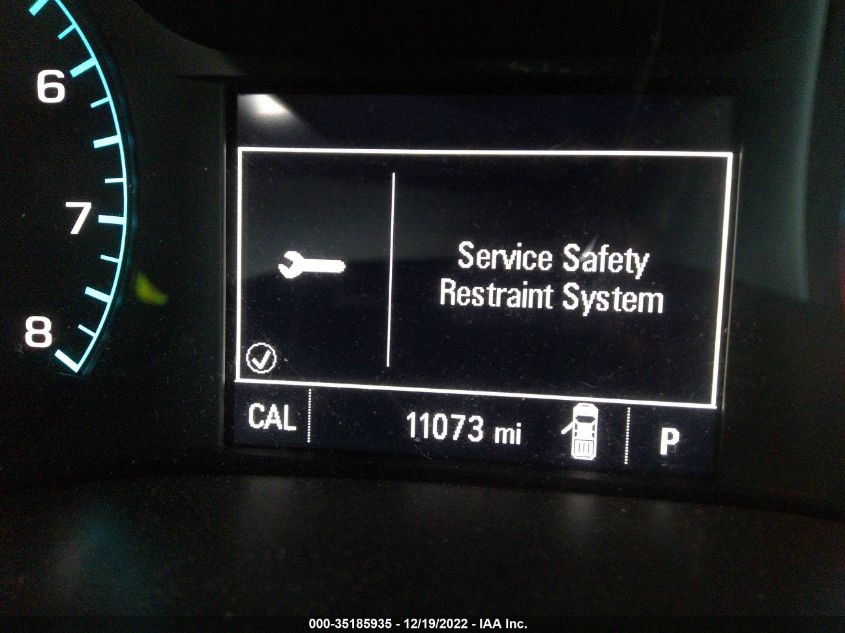 6
7
8
Service Safety
Restraint System
CAL
11073 mi
P
000-35185935 - 12/19/2022 - IAA Inc.